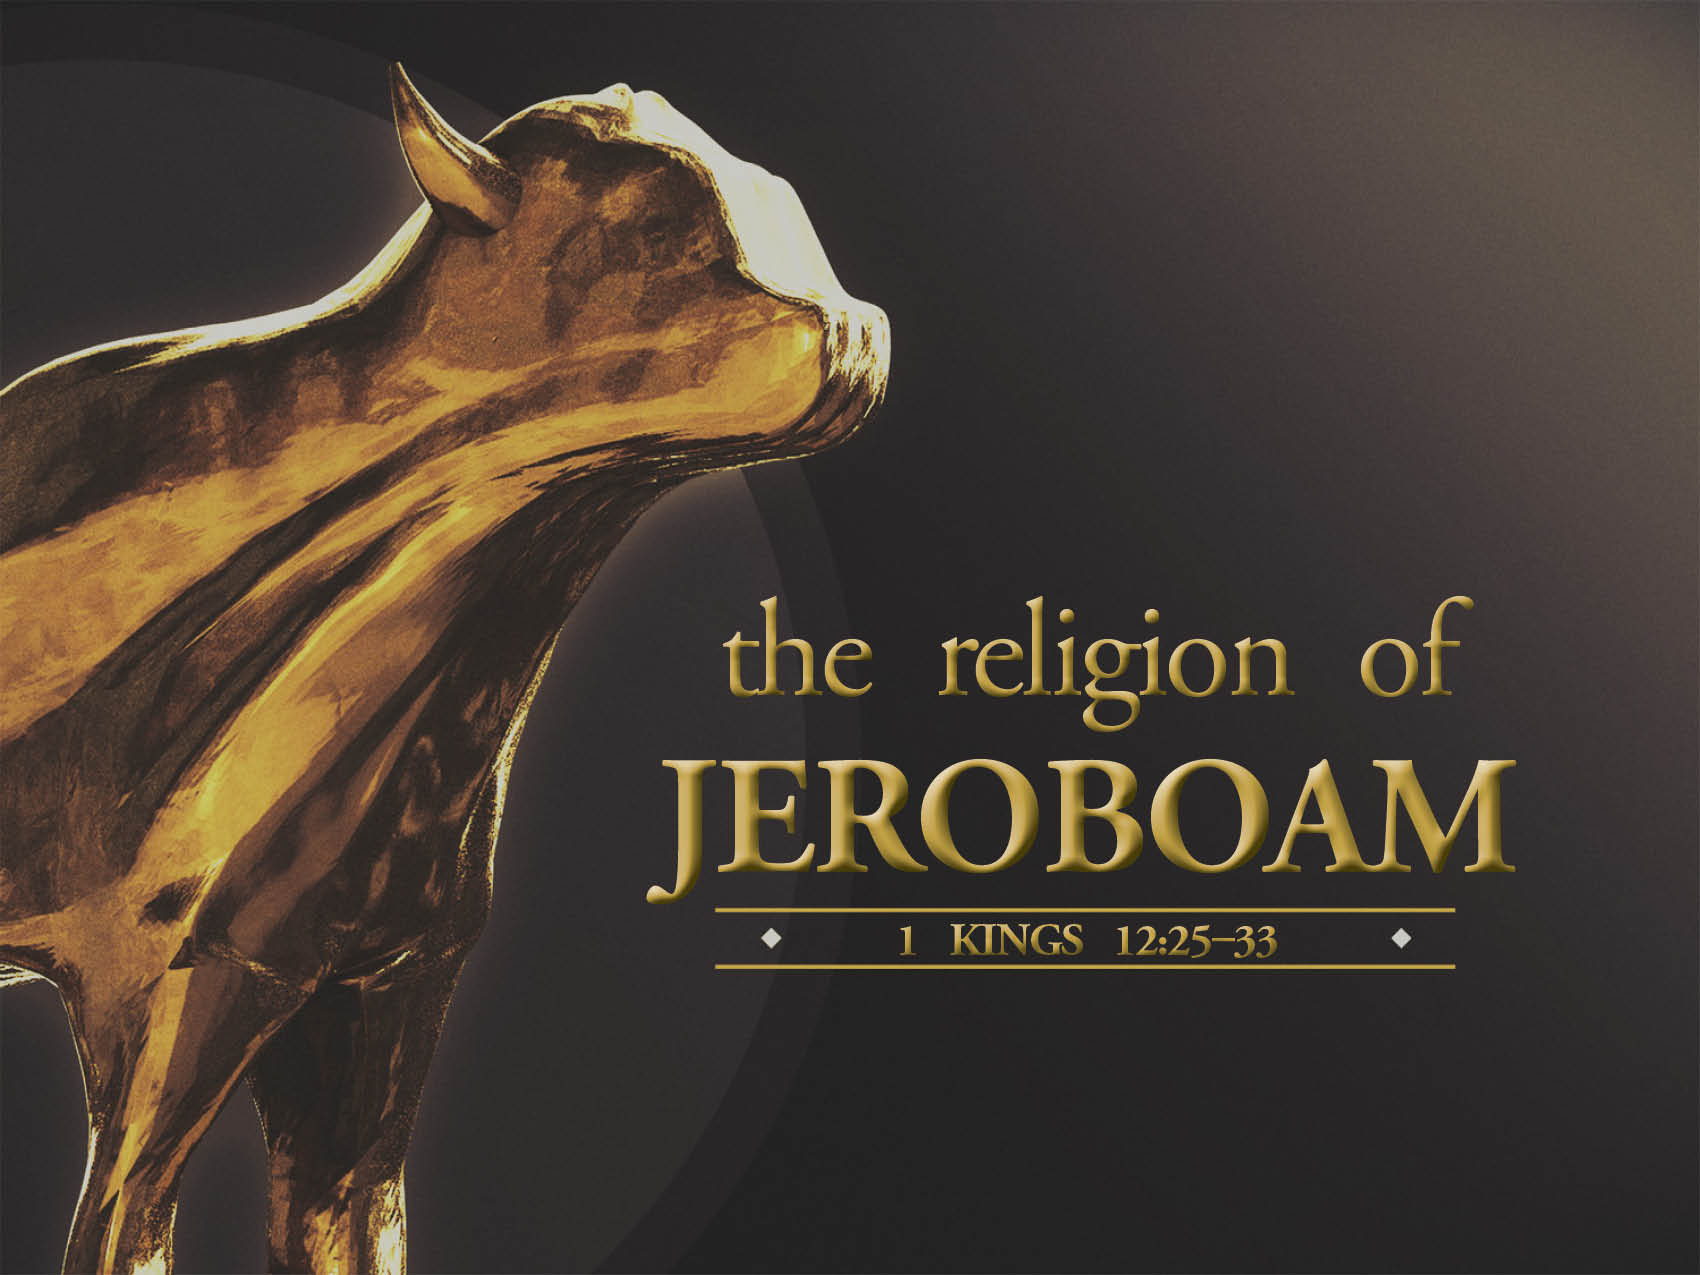 the religion of
JEROBOAM
1 KINGS 12:25–33